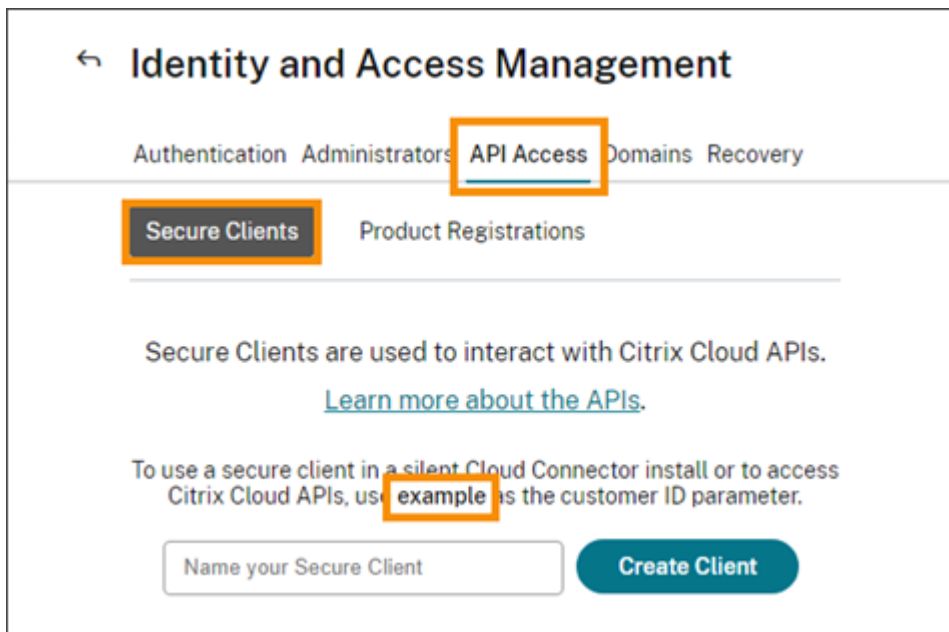 Identity and Access Management
Authentication Administrators API Access Domains Recovery
Secure Clients Product Registrations
Secure Clients are used to interact with Citrix Cloud APIs.
Learn more about the APIs.
To use a secure client in a silent Cloud Connector install or to access
Citrix Cloud APIs, use example as the customer ID parameter.
Name your Secure Client Create Client